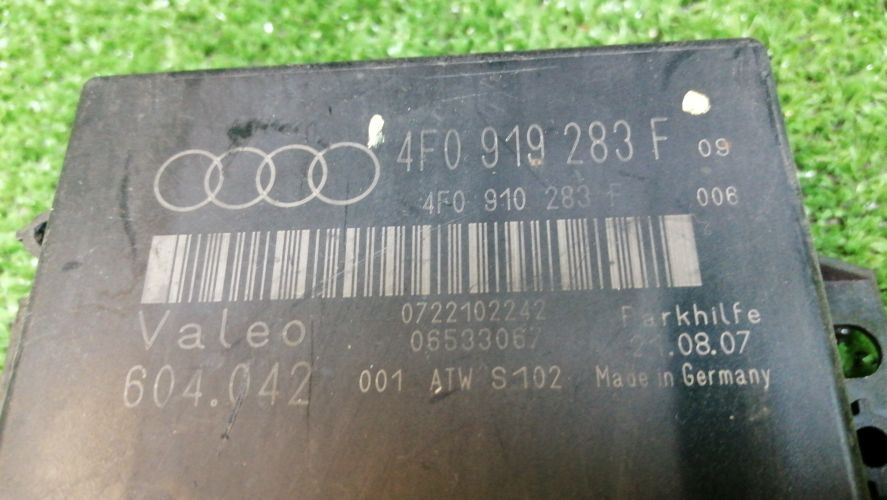 4F0 919 283 F 09
4F0 910 283 F 006
0722102242 Parkhilfe
Valeo 06533067 21.08.07
604.042 001 ATW S102 Made in Germany